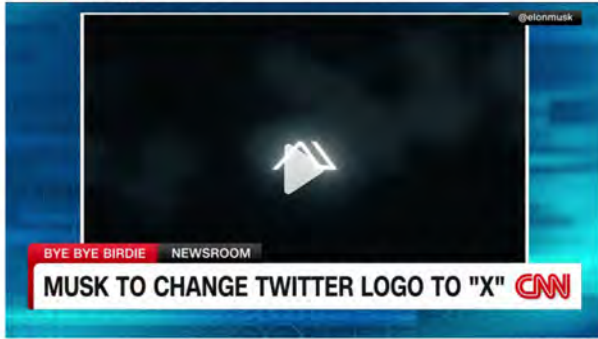 @elonmusk
BYE BYE BIRDIE NEWSROOM
MUSK TO CHANGE TWITTER LOGO TO "X" CNN